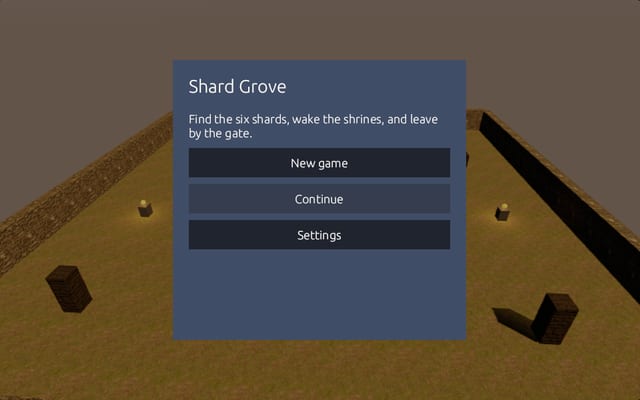 Shard Grove
Find the six shards, wake the shrines, and leave
by the gate.
New game
Continue
Settings